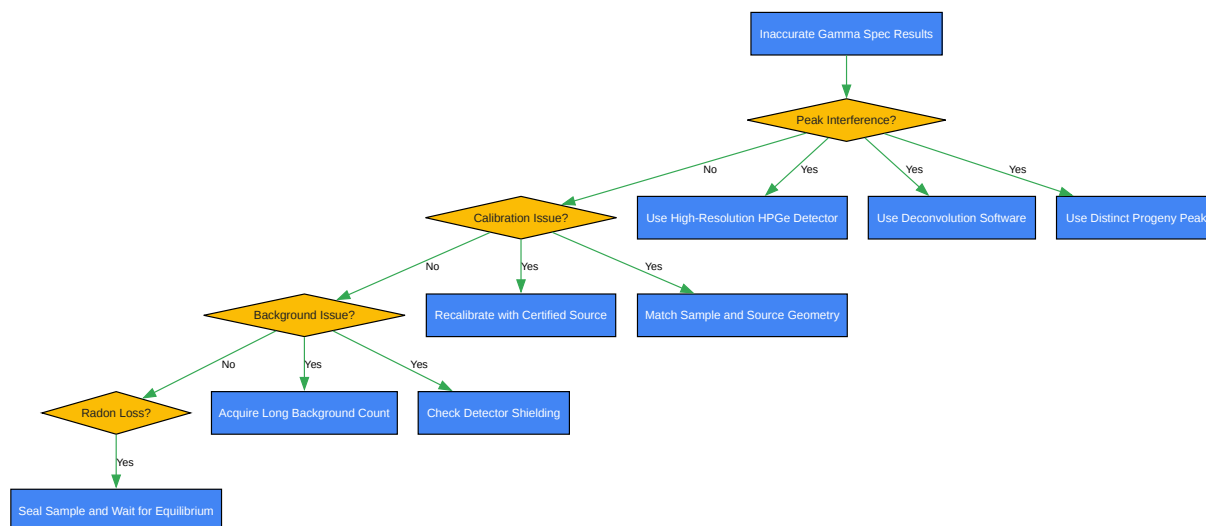 Inaccurate Gamma Spec Results
Peak Interference?
No
Yes
Yes
Yes
Calibration Issue?
Use High-Resolution HPGe Detector
Use Deconvolution Software
Use Distinct Progeny Peak
No
Yes
Yes
Background Issue?
Recalibrate with Certified Source
Match Sample and Source Geometry
No
Yes
Yes
Radon Loss?
Acquire Long Background Count
Check Detector Shielding
Yes
Seal Sample and Wait for Equilibrium